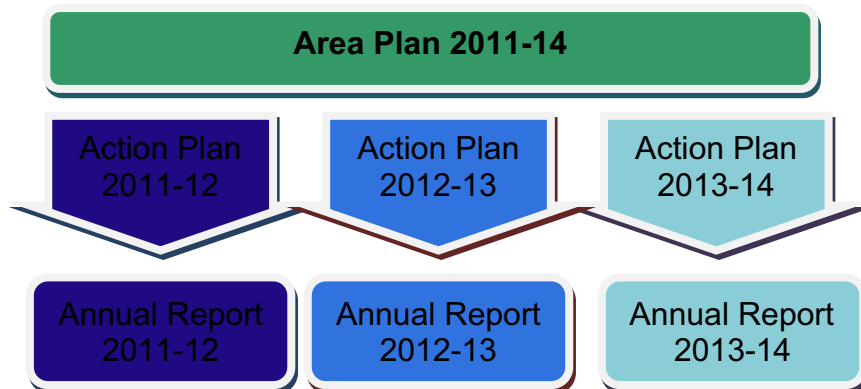 Area Plan 2011-14
Action Plan
2011-12
Action Plan
2012-13
Action Plan
2013-14
Annual Report
2011-12
Annual Report
2012-13
Annual Report
2013-14